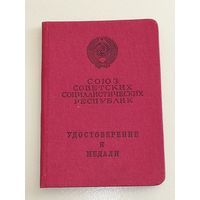 СОЮЗ
СОВЕТСКИХ
СОЦИАЛИСТИЧЕСКИХ
РЕСПУБЛИК
УДОСТОВЕРЕНИЕ
К
МЕДАЛИ